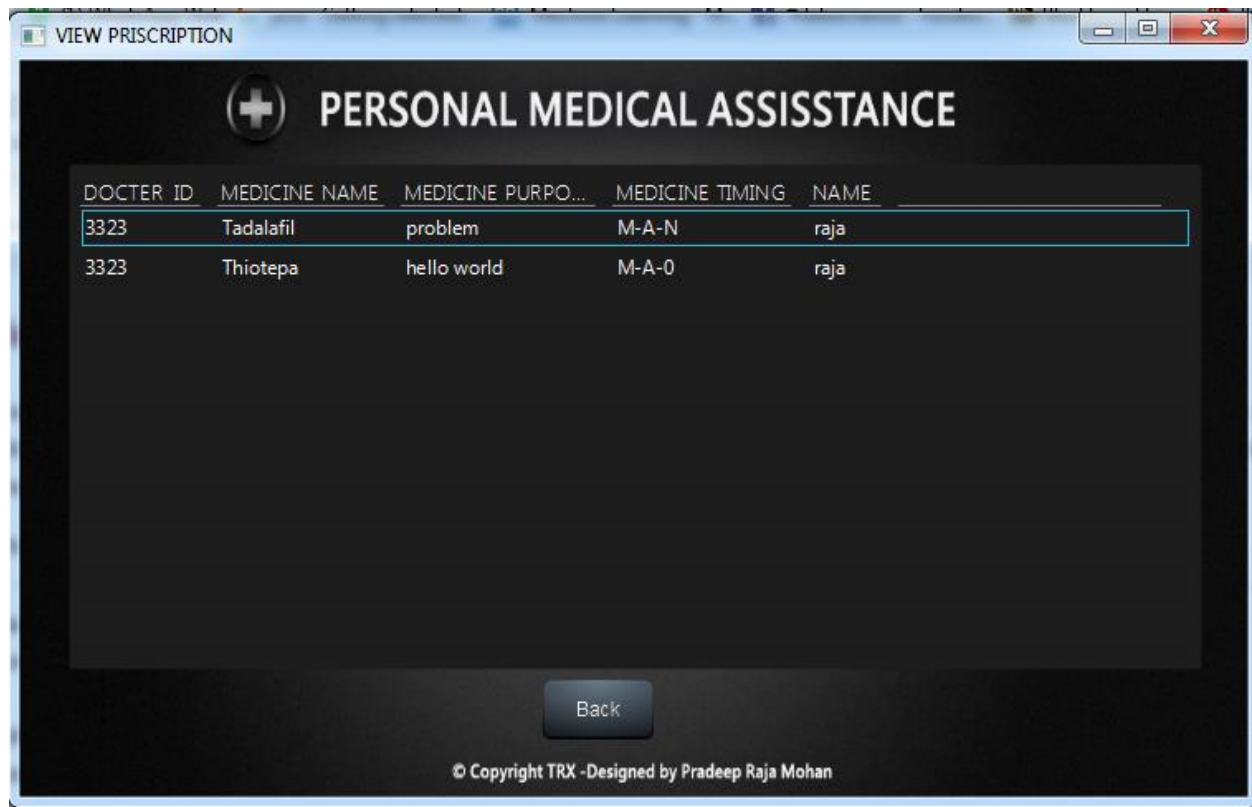 VIEW PRISCRIPTION
PERSONAL MEDICAL ASSISSTANCE
DOCTER ID MEDICINE NAME MEDICINE PURPO... MEDICINE TIMING NAME
3323 Tadalafil problem M-A-N raja
3323 Thiotepa hello world M-A-0 raja
Back
© Copyright TRX -Designed by Pradeep Raja Mohan